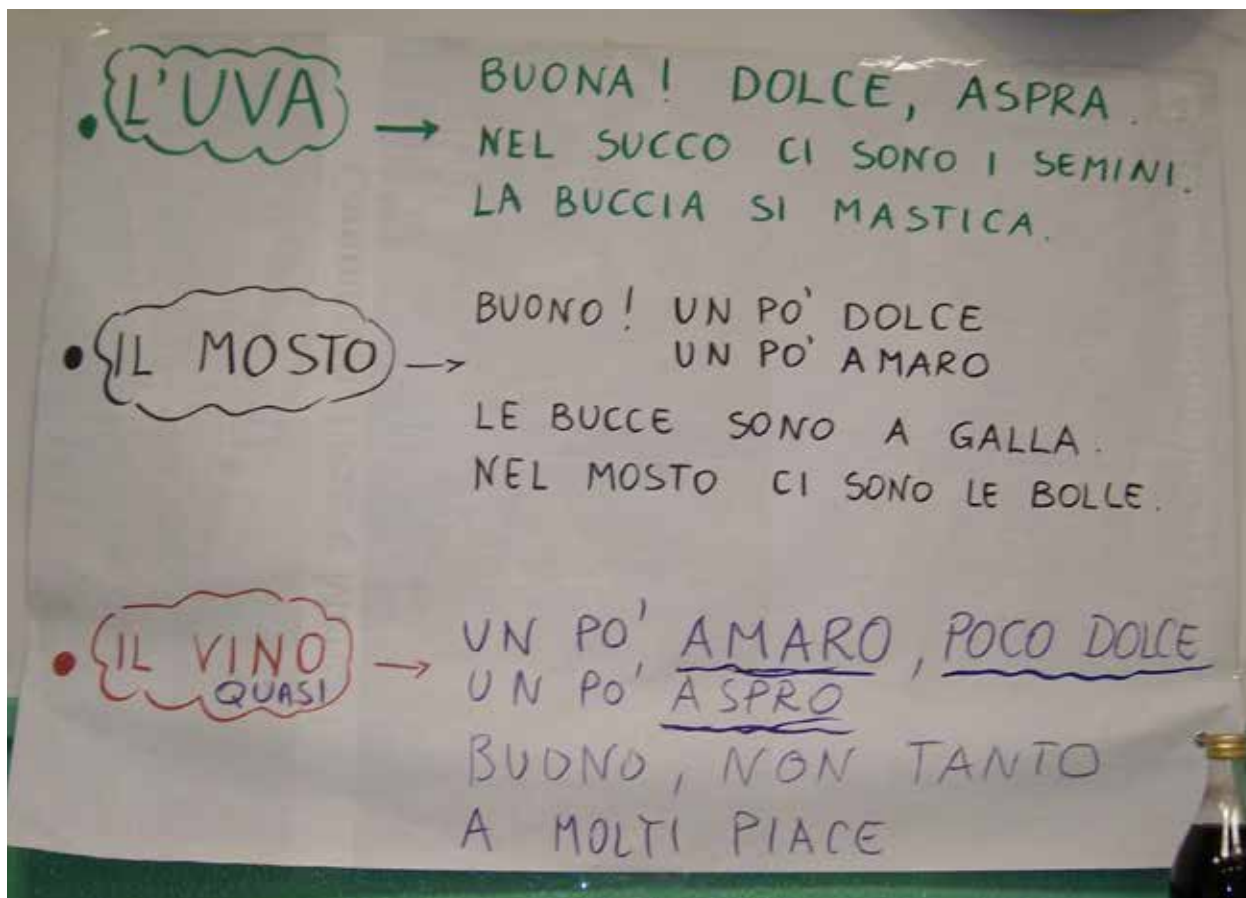 • L'UVA → BUONA! DOLCE, ASPRA.
NEL SUCCO CI SONO I SEMINI.
LA BUCCIA SI MASTICA.
• IL MOSTO → BUONO! UN PO' DOLCE
UN PO' AMARO
LE BUCCE SONO A GALLA.
NEL MOSTO CI SONO LE BOLLE.
• IL VINO → UN PO' AMARO, POCO DOLCE
QUASI UN PO' ASPRO
BUONO, NON TANTO
A MOLTI PIACE